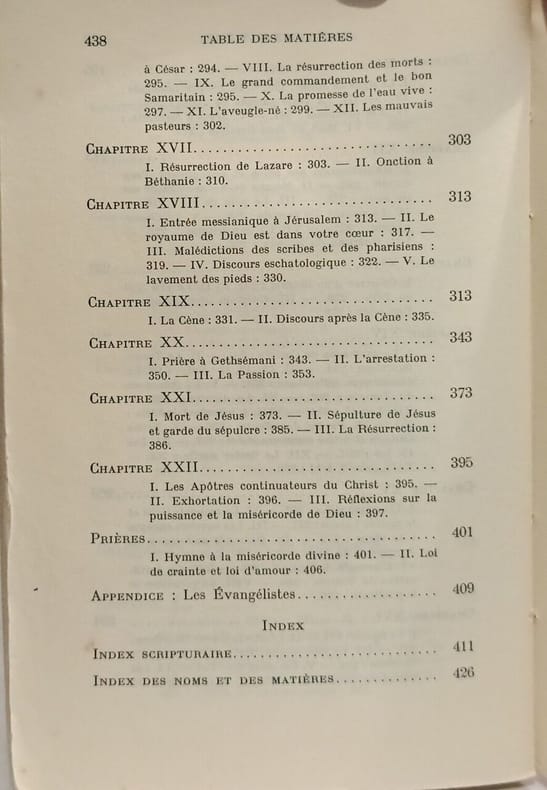 438 TABLE DES MATIÈRES
à César : 294. — VIII. La résurrection des morts :
295. — IX. Le grand commandement et le bon
Samaritain : 295. — X. La promesse de l'eau vive :
297. — XI. L'aveugle-né : 299. — XII. Les mauvais
pasteurs : 302.
CHAPITRE XVII................................ 303
I. Résurrection de Lazare : 303. — II. Onction à
Béthanie : 310.
CHAPITRE XVIII............................... 313
I. Entrée messianique à Jérusalem : 313. — II. Le
royaume de Dieu est dans votre cœur : 317. —
III. Malédictions des scribes et des pharisiens :
319. — IV. Discours eschatologique : 322. — V. Le
lavement des pieds : 330.
CHAPITRE XIX................................. 313
I. La Cène : 331. — II. Discours après la Cène : 335.
CHAPITRE XX.................................. 343
I. Prière à Gethsémani : 343. — II. L'arrestation :
350. — III. La Passion : 353.
CHAPITRE XXI................................. 373
I. Mort de Jésus : 373. — II. Sépulture de Jésus
et garde du sépulcre : 385. — III. La Résurrection :
386.
CHAPITRE XXII................................ 395
I. Les Apôtres continuateurs du Christ : 395. —
II. Exhortation : 396. — III. Réflexions sur la
puissance et la miséricorde de Dieu : 397.
PRIÈRES...................................... 401
I. Hymne à la miséricorde divine : 401. — II. Loi
de crainte et loi d'amour : 406.
APPENDICE : Les Évangélistes................... 409
INDEX
INDEX SCRIPTURAIRE........................... 411
INDEX DES NOMS ET DES MATIÈRES.............. 426